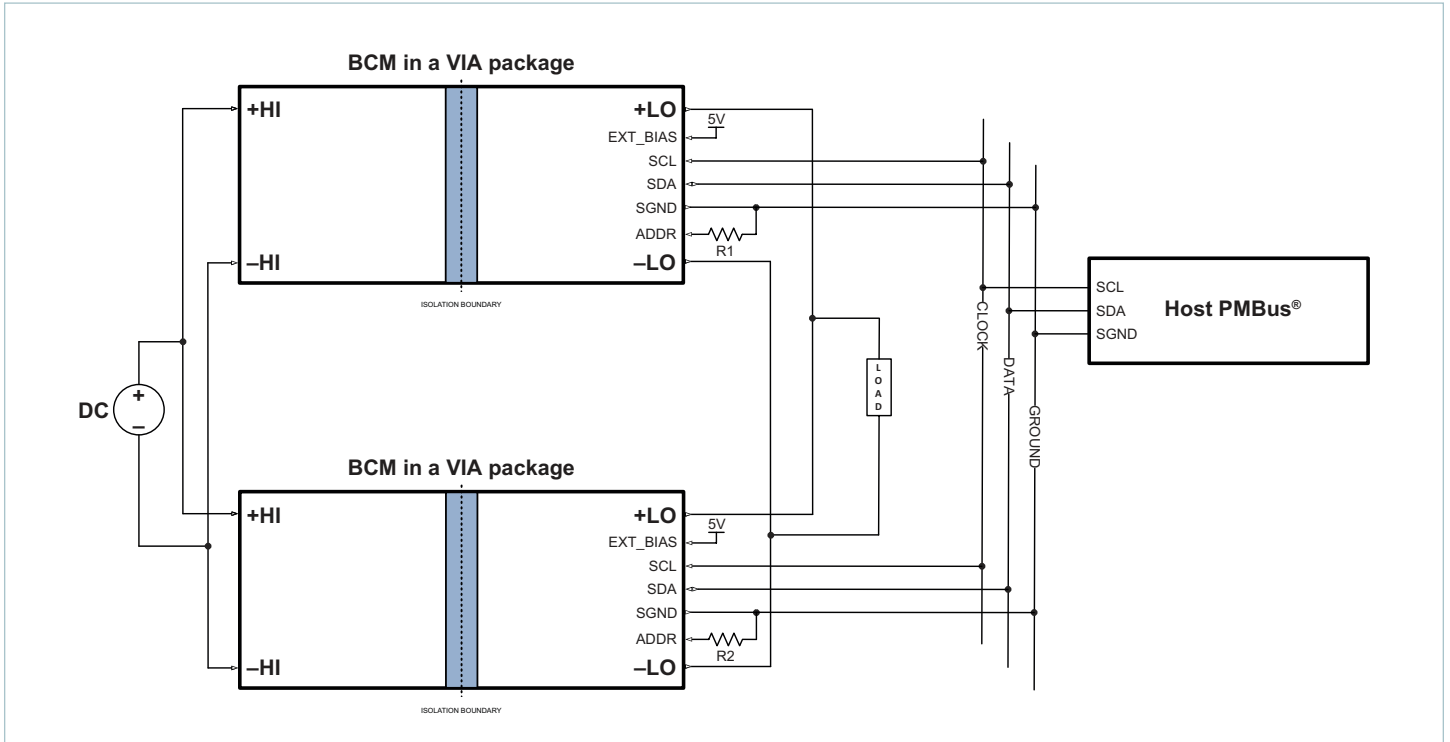 BCM in a VIA package
+HI
–HI
+LO
5V
EXT_BIAS
SCL
SDA
SGND
ADDR
R1
–LO
ISOLATION BOUNDARY
DC
+
–
LOAD
CLOCK
DATA
GROUND
SCL
SDA
SGND
Host PMBus®
BCM in a VIA package
+HI
–HI
+LO
5V
EXT_BIAS
SCL
SDA
SGND
ADDR
R2
–LO
ISOLATION BOUNDARY